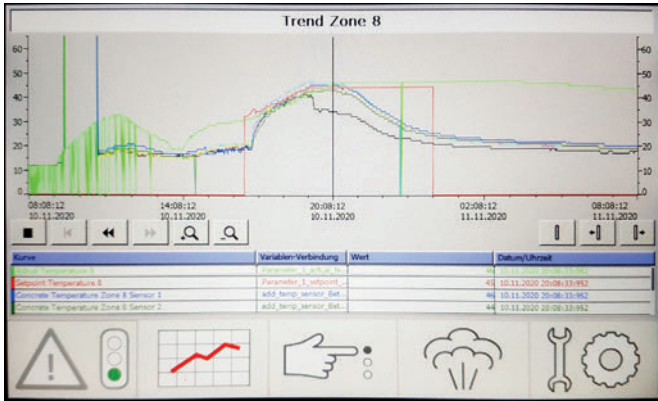 Trend Zone 8
60 60
50 50
40 40
30 30
20 20
10 10
0 0
08:08:12 14:08:12 20:08:12 02:08:12 08:08:12
10.11.2020 10.11.2020 10.11.2020 11.11.2020 11.11.2020
Kurve Variablen-Verbindung Wert Datum/Uhrzeit
Actual Temperature 8 Parameter_1_actual_te... 46 10.11.2020 20:08:33:952
Setpoint Temperature 8 Parameter_1_setpoint_... 45 10.11.2020 20:08:33:952
Concrete Temperature Zone 8 Sensor 1 add_temp_sensor_Bet... 46 10.11.2020 20:08:33:952
Concrete Temperature Zone 8 Sensor 2 add_temp_sensor_Bet... 44 10.11.2020 20:08:33:952